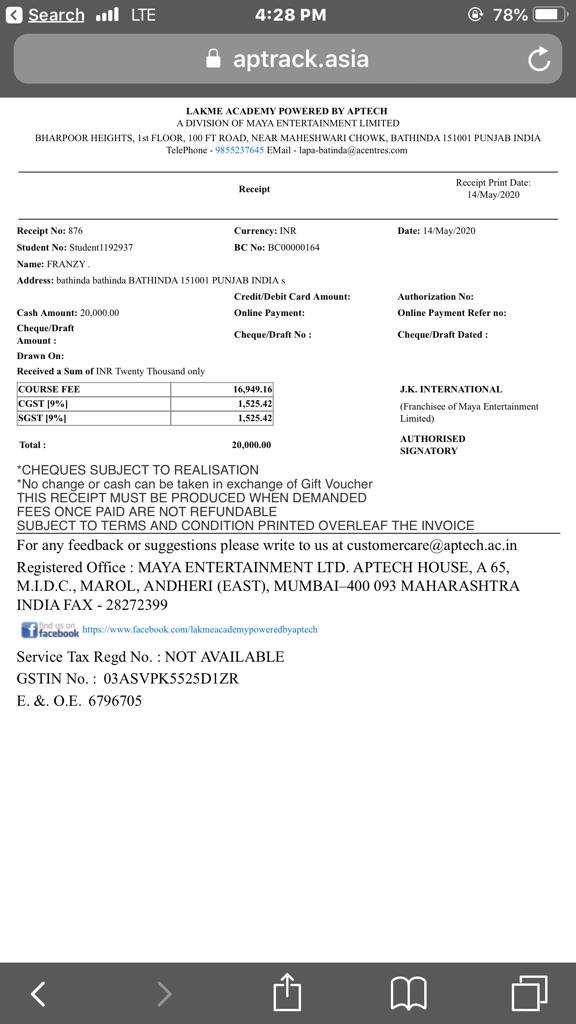 Search LTE 4:28 PM 78%
aptrack.asia
LAKME ACADEMY POWERED BY APTECH
A DIVISION OF MAYA ENTERTAINMENT LIMITED
BHARPOOR HEIGHTS, 1st FLOOR, 100 FT ROAD, NEAR MAHESHWARI CHOWK, BATHINDA 151001 PUNJAB INDIA
TelePhone - 9855237645 EMail - lapa-batinda@acentres.com
Receipt
Receipt Print Date:
14/May/2020
Receipt No: 876 Currency: INR Date: 14/May/2020
Student No: Student1192937 BC No: BC00000164
Name: FRANZY .
Address: bathinda bathinda BATHINDA 151001 PUNJAB INDIA s
Credit/Debit Card Amount: Authorization No:
Cash Amount: 20,000.00 Online Payment: Online Payment Refer no:
Cheque/Draft
Amount : Cheque/Draft No : Cheque/Draft Dated :
Drawn On:
Received a Sum of INR Twenty Thousand only
COURSE FEE 16,949.16 J.K. INTERNATIONAL
CGST [9%] 1,525.42 (Franchisee of Maya Entertainment
SGST [9%] 1,525.42 Limited)
Total : 20,000.00 AUTHORISED
SIGNATORY
*CHEQUES SUBJECT TO REALISATION
*No change or cash can be taken in exchange of Gift Voucher
THIS RECEIPT MUST BE PRODUCED WHEN DEMANDED
FEES ONCE PAID ARE NOT REFUNDABLE
SUBJECT TO TERMS AND CONDITION PRINTED OVERLEAF THE INVOICE
For any feedback or suggestions please write to us at customercare@aptech.ac.in
Registered Office : MAYA ENTERTAINMENT LTD. APTECH HOUSE, A 65,
M.I.D.C., MAROL, ANDHERI (EAST), MUMBAI–400 093 MAHARASHTRA
INDIA FAX - 28272399
find us on
facebook https://www.facebook.com/lakmeacademypoweredbyaptech
Service Tax Regd No. : NOT AVAILABLE
GSTIN No. : 03ASVPK5525D1ZR
E. &. O.E. 6796705